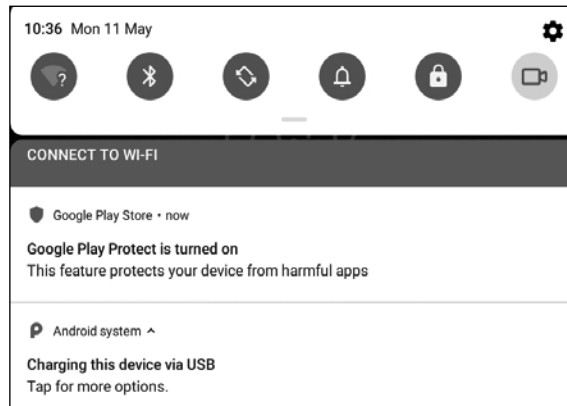 10:36 Mon 11 May
?
CONNECT TO WI-FI
Google Play Store • now
Google Play Protect is turned on
This feature protects your device from harmful apps
Android system ^
Charging this device via USB
Tap for more options.